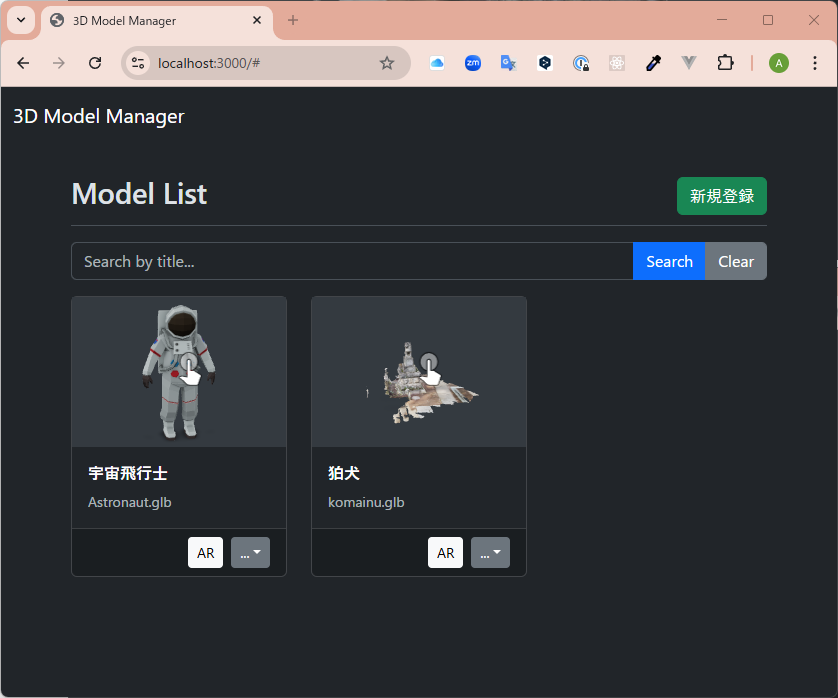 3D Model Manager
localhost:3000/#
zm
G
A
3D Model Manager
Model List
新規登録
Search by title...
Search
Clear
宇宙飛行士
Astronaut.glb
AR
...
狛犬
komainu.glb
AR
...